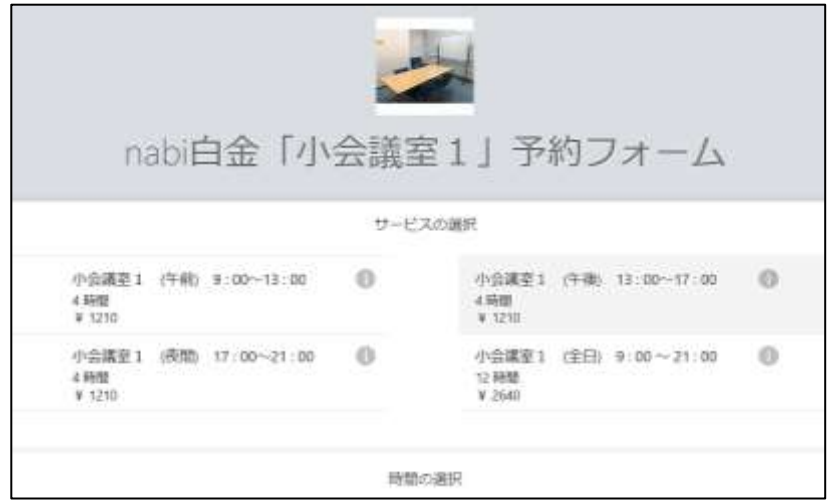 nabi白金「小会議室１」予約フォーム
サービスの選択
小会議室１ (午前) 9：00～13：00
4 時間
¥ 1210
小会議室１ (午後) 13：00～17：00
4 時間
¥ 1210
小会議室１ (夜間) 17：00～21：00
4 時間
¥ 1210
小会議室１ (全日) 9：00～21：00
12 時間
¥ 2640
時間の選択